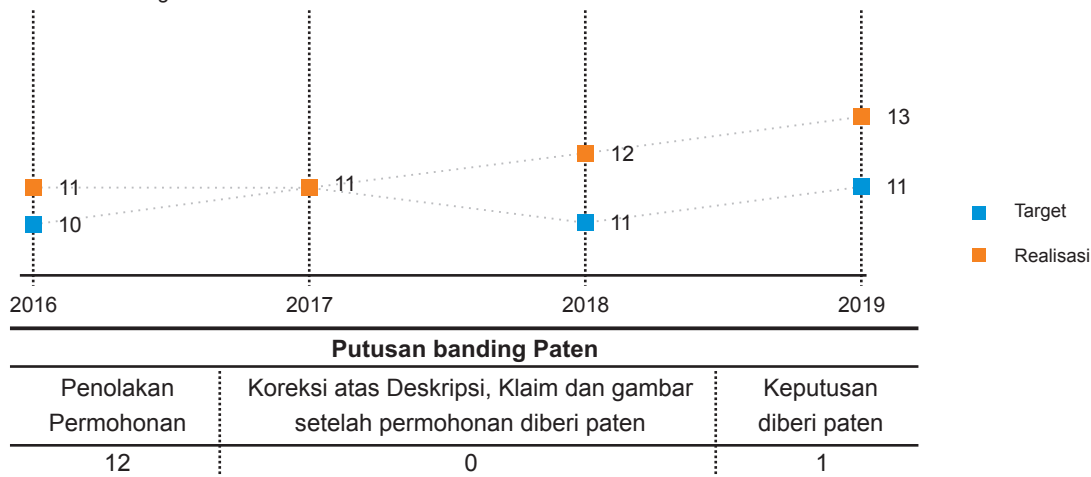 11
10
11
12
11
13
11
Target
Realisasi
2016 2017 2018 2019
Putusan banding Paten
Penolakan
Permohonan
Koreksi atas Deskripsi, Klaim dan gambar
setelah permohonan diberi paten
Keputusan
diberi paten
12 0 1